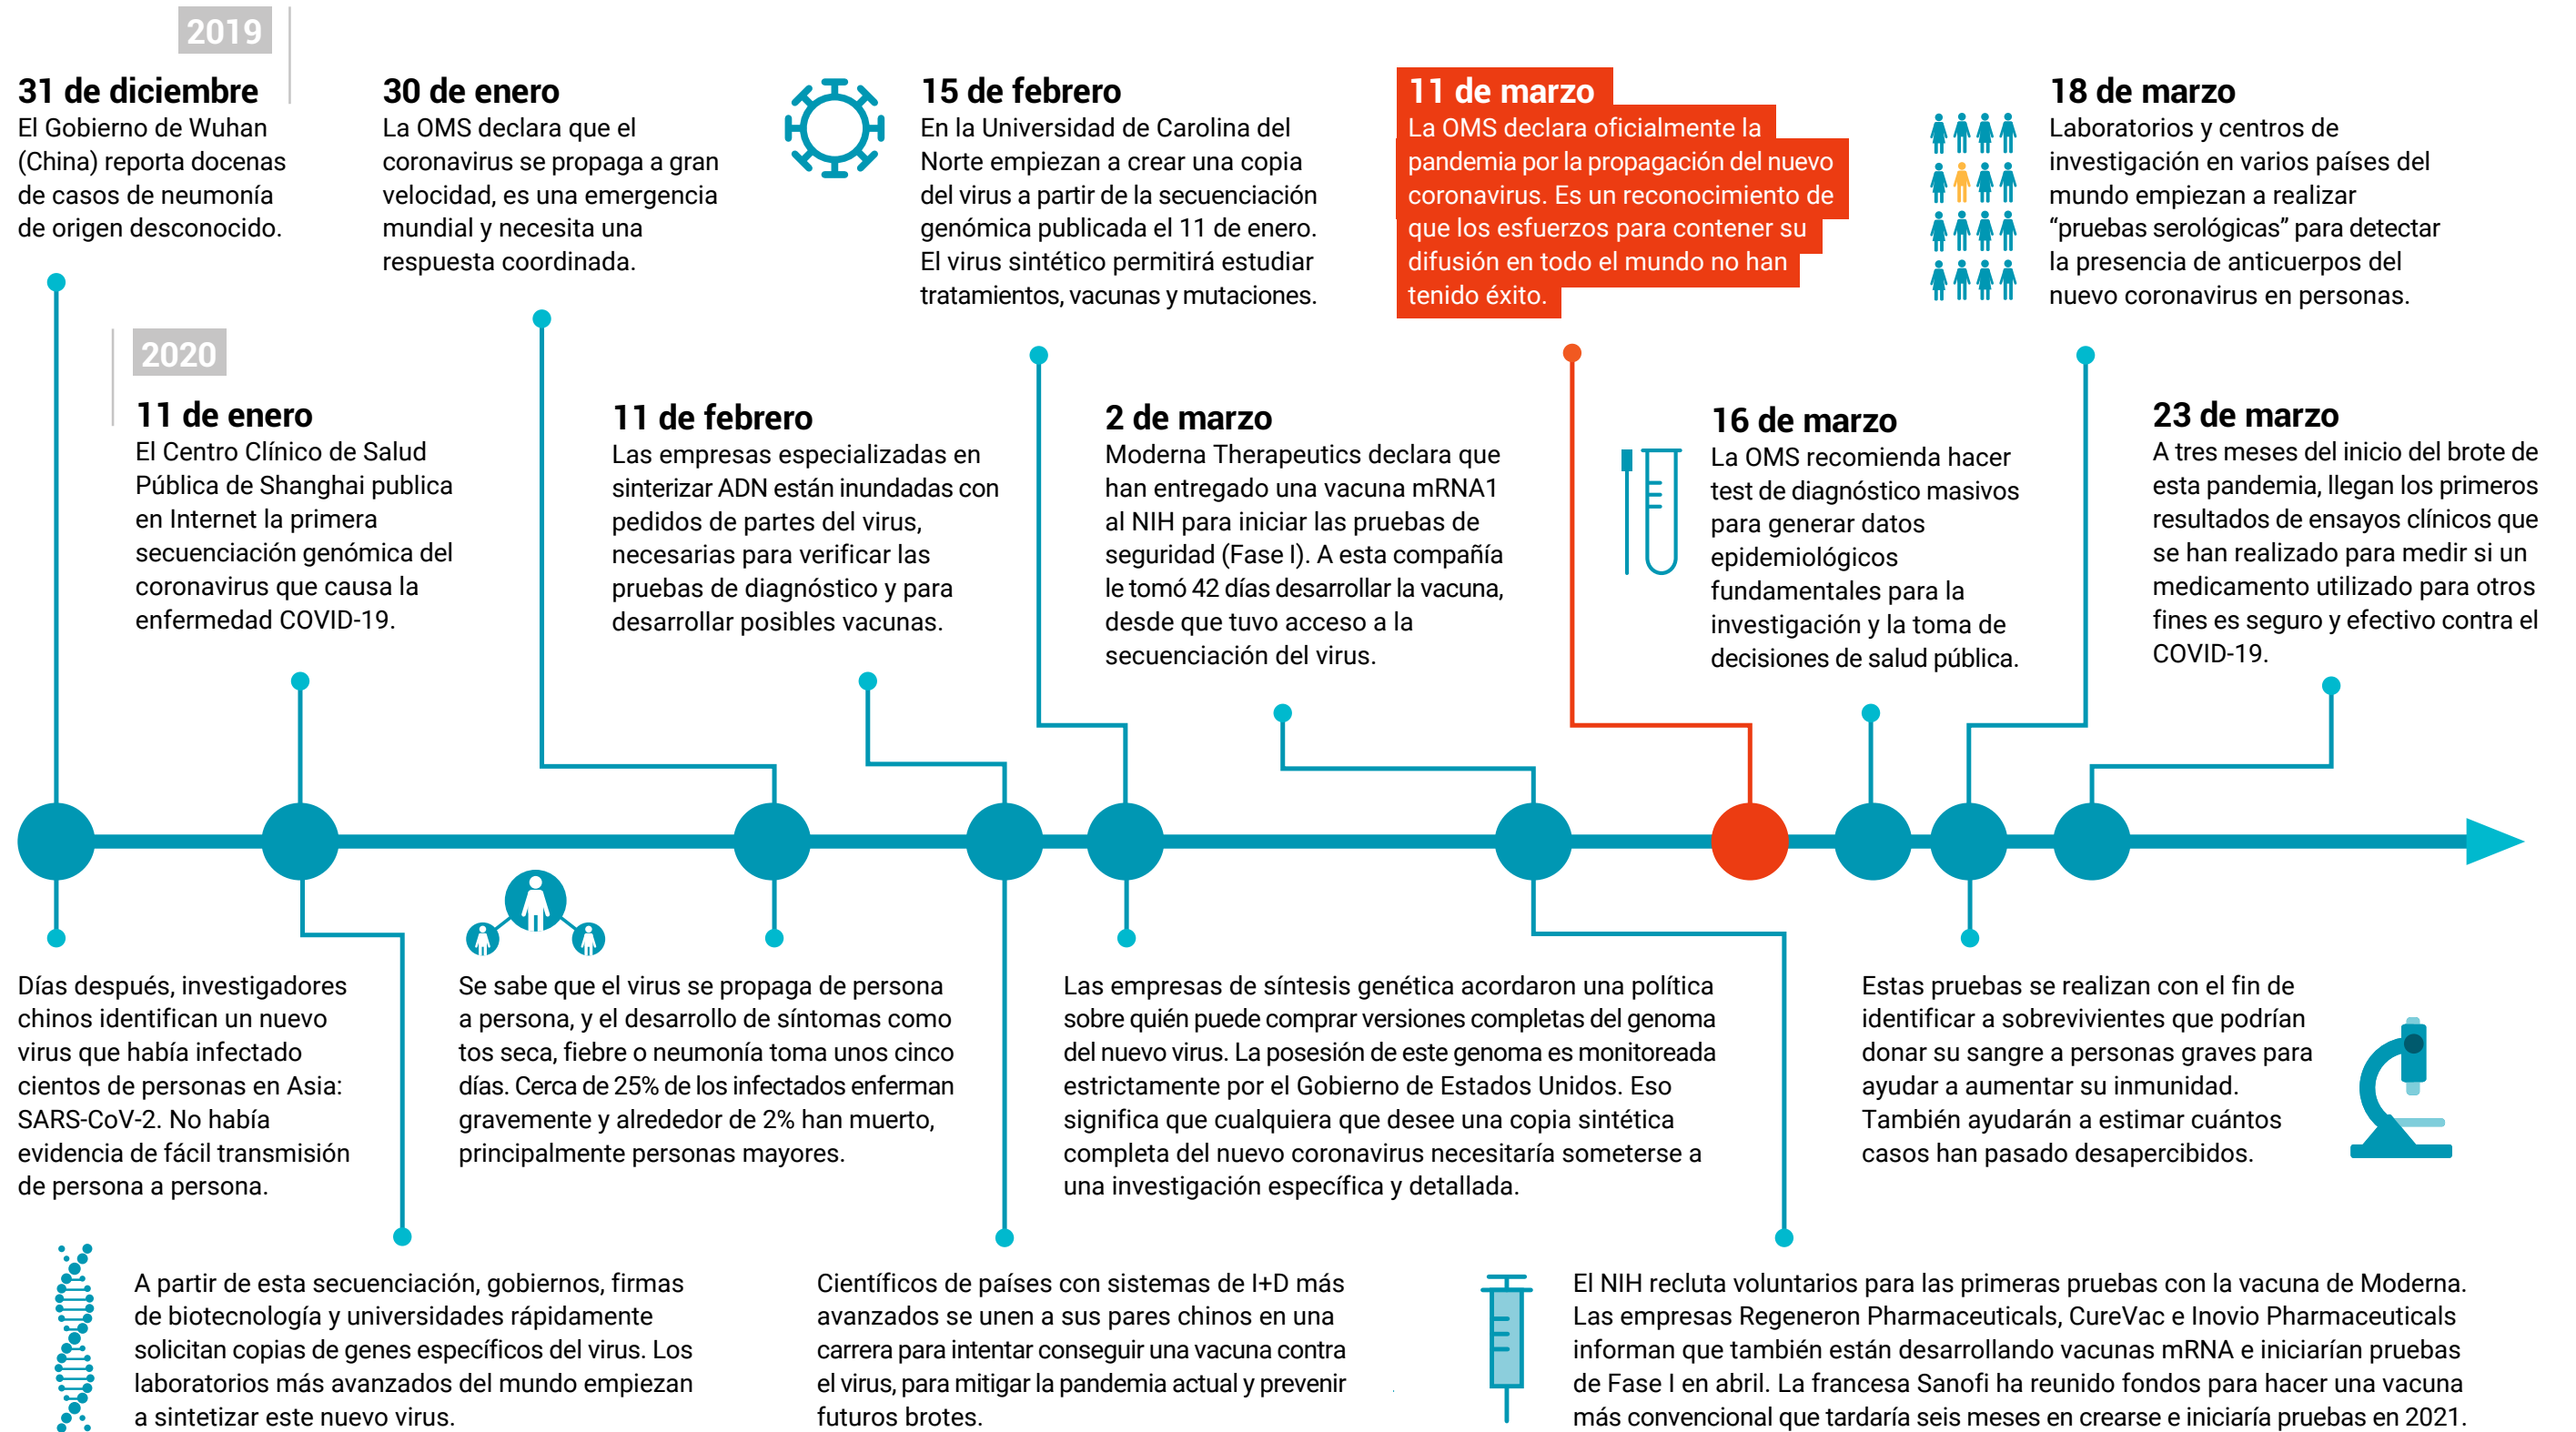 2019
31 de diciembre
El Gobierno de Wuhan
(China) reporta docenas
de casos de neumonía
de origen desconocido.
30 de enero
La OMS declara que el
coronavirus se propaga a gran
velocidad, es una emergencia
mundial y necesita una
respuesta coordinada.
15 de febrero
En la Universidad de Carolina del
Norte empiezan a crear una copia
del virus a partir de la secuenciación
genómica publicada el 11 de enero.
El virus sintético permitirá estudiar
tratamientos, vacunas y mutaciones.
11 de marzo
La OMS declara oficialmente la
pandemia por la propagación del nuevo
coronavirus. Es un reconocimiento de
que los esfuerzos para contener su
difusión en todo el mundo no han
tenido éxito.
18 de marzo
Laboratorios y centros de
investigación en varios países del
mundo empiezan a realizar
“pruebas serológicas” para detectar
la presencia de anticuerpos del
nuevo coronavirus en personas.
2020
11 de enero
El Centro Clínico de Salud
Pública de Shanghai publica
en Internet la primera
secuenciación genómica del
coronavirus que causa la
enfermedad COVID-19.
11 de febrero
Las empresas especializadas en
sinterizar ADN están inundadas con
pedidos de partes del virus,
necesarias para verificar las
pruebas de diagnóstico y para
desarrollar posibles vacunas.
2 de marzo
Moderna Therapeutics declara que
han entregado una vacuna mRNA1
al NIH para iniciar las pruebas de
seguridad (Fase I). A esta compañía
le tomó 42 días desarrollar la vacuna,
desde que tuvo acceso a la
secuenciación del virus.
16 de marzo
La OMS recomienda hacer
test de diagnóstico masivos
para generar datos
epidemiológicos
fundamentales para la
investigación y la toma de
decisiones de salud pública.
23 de marzo
A tres meses del inicio del brote de
esta pandemia, llegan los primeros
resultados de ensayos clínicos que
se han realizado para medir si un
medicamento utilizado para otros
fines es seguro y efectivo contra el
COVID-19.
Días después, investigadores
chinos identifican un nuevo
virus que había infectado
cientos de personas en Asia:
SARS-CoV-2. No había
evidencia de fácil transmisión
de persona a persona.
Se sabe que el virus se propaga de persona
a persona, y el desarrollo de síntomas como
tos seca, fiebre o neumonía toma unos cinco
días. Cerca de 25% de los infectados enferman
gravemente y alrededor de 2% han muerto,
principalmente personas mayores.
Las empresas de síntesis genética acordaron una política
sobre quién puede comprar versiones completas del genoma
del nuevo virus. La posesión de este genoma es monitoreada
estrictamente por el Gobierno de Estados Unidos. Eso
significa que cualquiera que desee una copia sintética
completa del nuevo coronavirus necesitaría someterse a
una investigación específica y detallada.
Estas pruebas se realizan con el fin de
identificar a sobrevivientes que podrían
donar su sangre a personas graves para
ayudar a aumentar su inmunidad.
También ayudarán a estimar cuántos
casos han pasado desapercibidos.
A partir de esta secuenciación, gobiernos, firmas
de biotecnología y universidades rápidamente
solicitan copias de genes específicos del virus. Los
laboratorios más avanzados del mundo empiezan
a sintetizar este nuevo virus.
Científicos de países con sistemas de I+D más
avanzados se unen a sus pares chinos en una
carrera para intentar conseguir una vacuna contra
el virus, para mitigar la pandemia actual y prevenir
futuros brotes.
El NIH recluta voluntarios para las primeras pruebas con la vacuna de Moderna.
Las empresas Regeneron Pharmaceuticals, CureVac e Inovio Pharmaceuticals
informan que también están desarrollando vacunas mRNA e iniciarían pruebas
de Fase I en abril. La francesa Sanofi ha reunido fondos para hacer una vacuna
más convencional que tardaría seis meses en crearse e iniciaría pruebas en 2021.